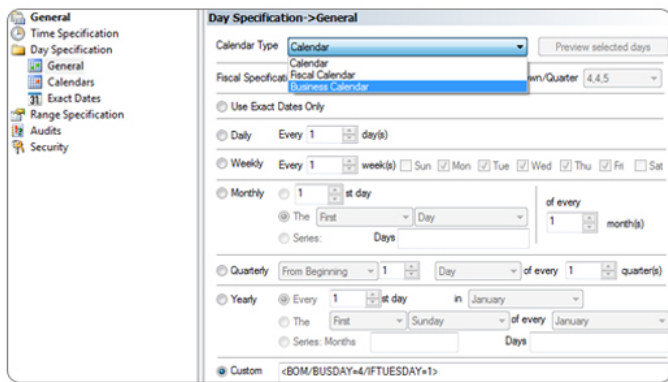 General
Time Specification
Day Specification
General
Calendars
31 Exact Dates
Range Specification
Audits
Security
Day Specification->General
Calendar Type Calendar Preview selected days
Calendar
Fiscal Calendar
Business Calendar
Fiscal Specificati wn/Quarter 4,4,5
Use Exact Dates Only
Daily Every 1 day(s)
Weekly Every 1 week(s) Sun Mon Tue Wed Thu Fri Sat
Monthly 1 st day
of every
The First Day
1 month(s)
Series: Days
Quarterly From Beginning 1 Day of every 1 quarter(s)
Yearly Every 1 st day in January
The First Sunday of every January
Series: Months Days
Custom <BOM/BUSDAY=4/IFTUESDAY=1>